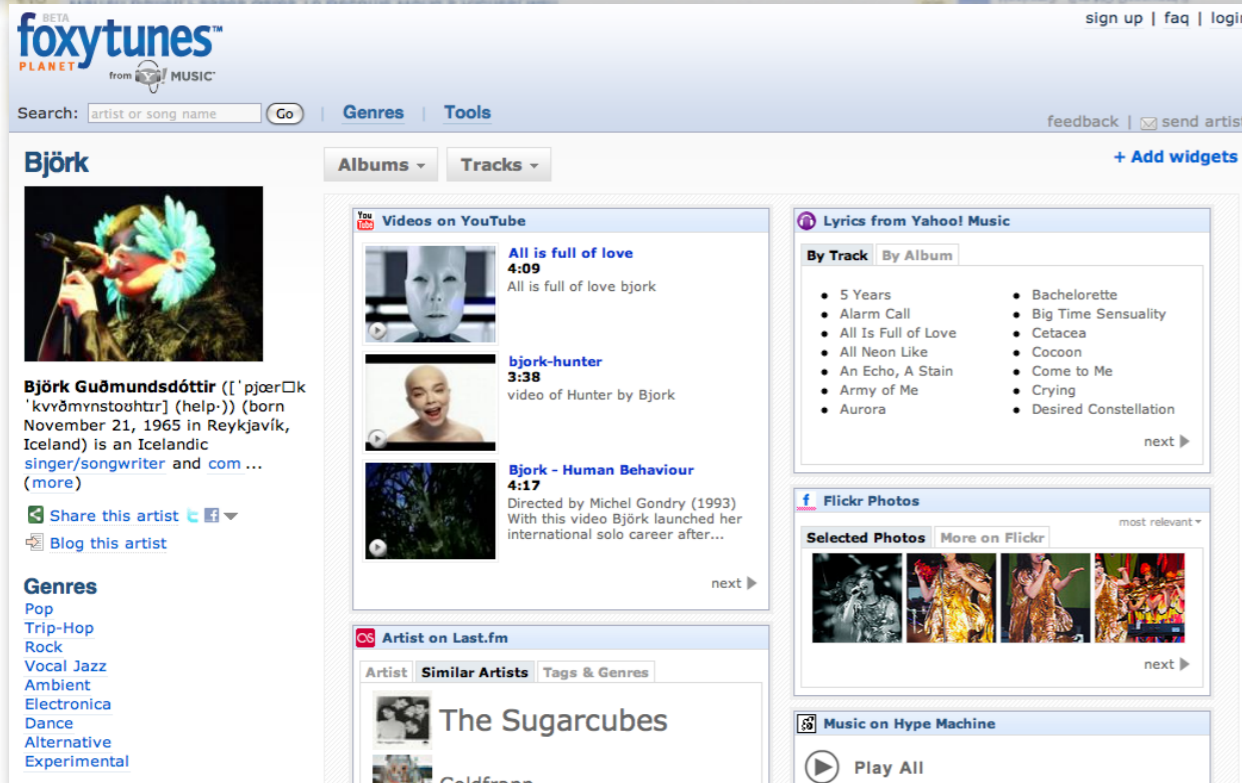 BETA
foxytunes™
PLANET
from Y! MUSIC
sign up | faq | login
Search: artist or song name Go | Genres | Tools
feedback | send artist
Björk
Albums
Tracks
+ Add widgets
Björk Guðmundsdóttir ([ˈpjœr□k
ˈkvʏðmʏnstoʊhtɪr] (help·)) (born
November 21, 1965 in Reykjavík,
Iceland) is an Icelandic
singer/songwriter and com ...
(more)
Share this artist
Blog this artist
Genres
Pop
Trip-Hop
Rock
Vocal Jazz
Ambient
Electronica
Dance
Alternative
Experimental
You Tube Videos on YouTube
All is full of love
4:09
All is full of love bjork
bjork-hunter
3:38
video of Hunter by Bjork
Bjork - Human Behaviour
4:17
Directed by Michel Gondry (1993)
With this video Björk launched her
international solo career after...
next
Artist on Last.fm
Artist Similar Artists Tags & Genres
The Sugarcubes
Goldfrapp
Lyrics from Yahoo! Music
By Track By Album
5 Years
Alarm Call
All Is Full of Love
All Neon Like
An Echo, A Stain
Army of Me
Aurora
Bachelorette
Big Time Sensuality
Cetacea
Cocoon
Come to Me
Crying
Desired Constellation
next
Flickr Photos
most relevant
Selected Photos More on Flickr
next
Music on Hype Machine
Play All